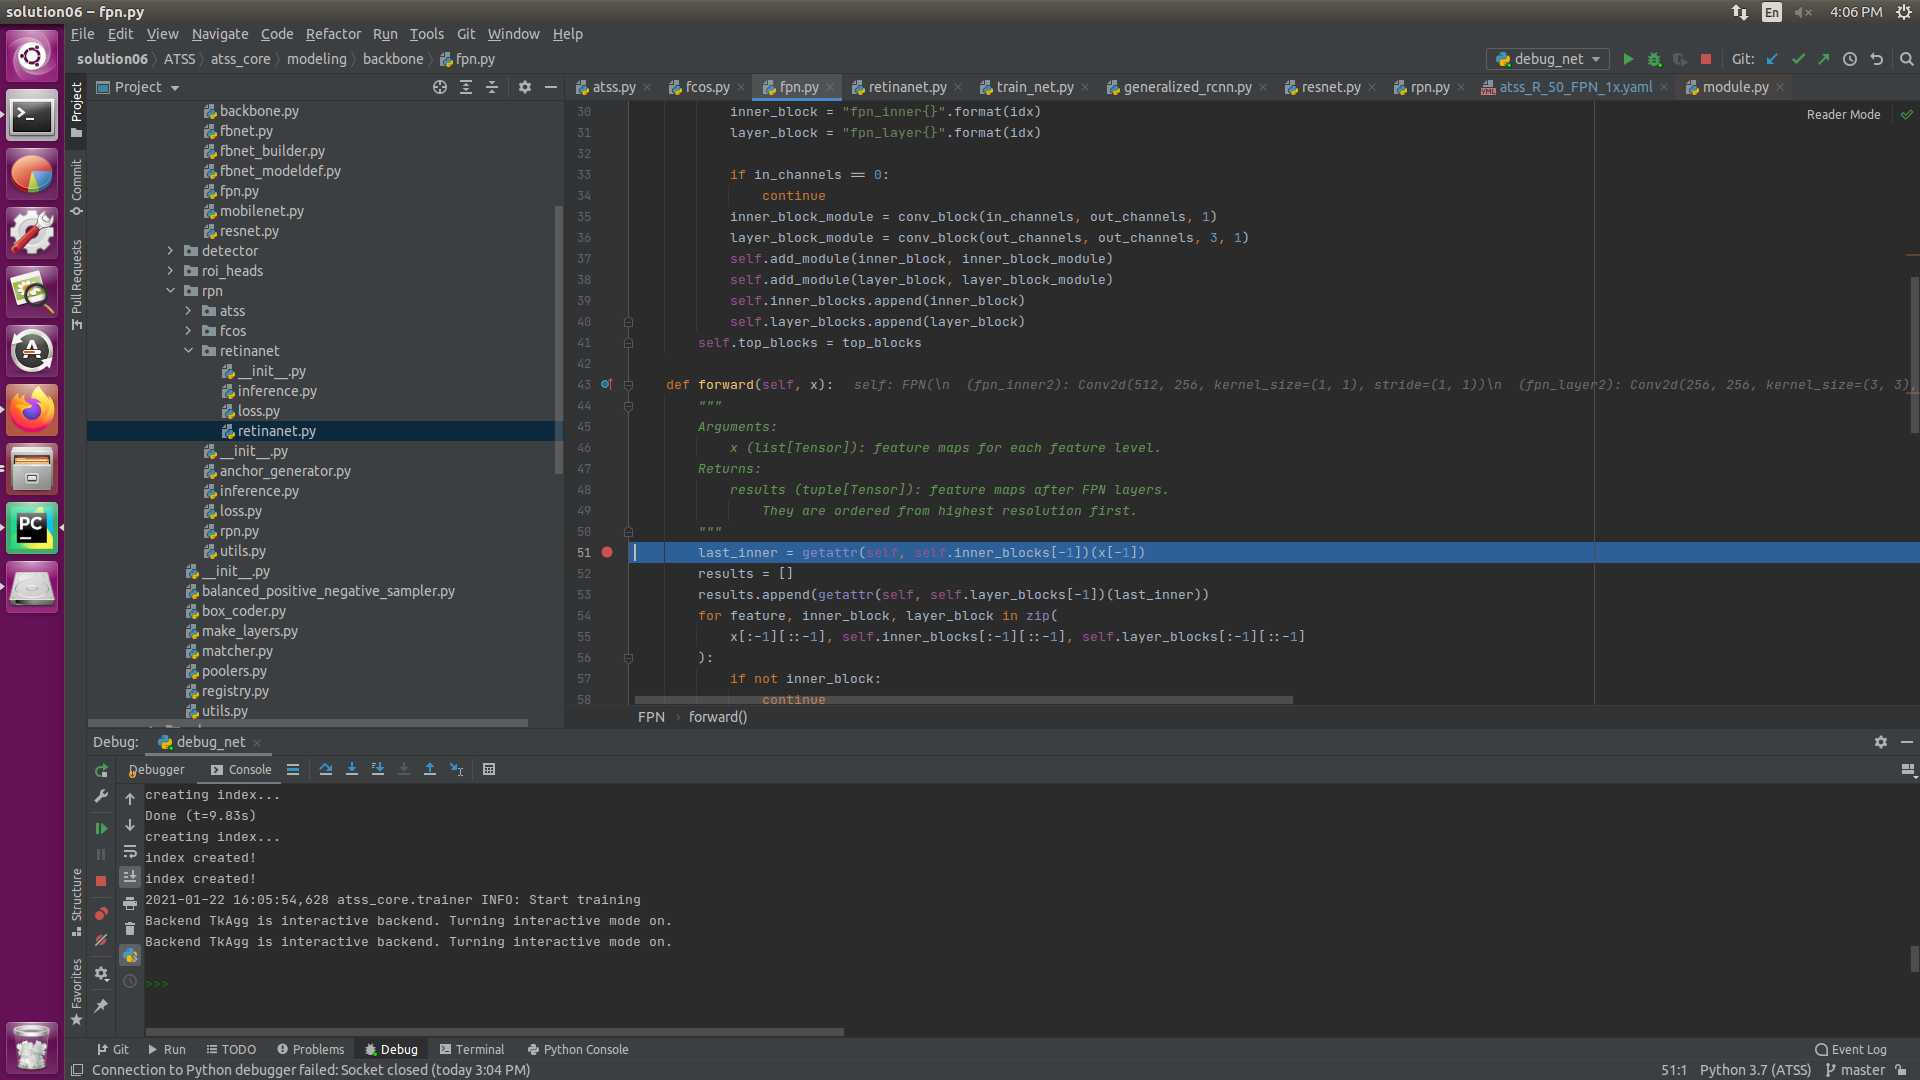 solution06 – fpn.py
En
4:06 PM
File Edit View Navigate Code Refactor Run Tools Git Window Help
solution06 ATSS atss_core modeling backbone fpn.py
debug_net
Git:
Project
atss.py fcos.py fpn.py retinanet.py train_net.py generalized_rcnn.py resnet.py rpn.py atss_R_50_FPN_1x.yaml module.py
Reader Mode
Project
Commit
Pull Requests
Structure
Favorites
backbone.py
fbnet.py
fbnet_builder.py
fbnet_modeldef.py
fpn.py
mobilenet.py
resnet.py
detector
roi_heads
rpn
atss
fcos
retinanet
__init__.py
inference.py
loss.py
retinanet.py
__init__.py
anchor_generator.py
inference.py
loss.py
rpn.py
utils.py
__init__.py
balanced_positive_negative_sampler.py
box_coder.py
make_layers.py
matcher.py
poolers.py
registry.py
utils.py
30 inner_block = "fpn_inner{}".format(idx)
31 layer_block = "fpn_layer{}".format(idx)
32
33 if in_channels == 0:
34 continue
35 inner_block_module = conv_block(in_channels, out_channels, 1)
36 layer_block_module = conv_block(out_channels, out_channels, 3, 1)
37 self.add_module(inner_block, inner_block_module)
38 self.add_module(layer_block, layer_block_module)
39 self.inner_blocks.append(inner_block)
40 self.layer_blocks.append(layer_block)
41 self.top_blocks = top_blocks
42
43 def forward(self, x): self: FPN(\n  (fpn_inner2): Conv2d(512, 256, kernel_size=(1, 1), stride=(1, 1))\n  (fpn_layer2): Conv2d(256, 256, kernel_size=(3, 3),
44 """
45 Arguments:
46 x (list[Tensor]): feature maps for each feature level.
47 Returns:
48 results (tuple[Tensor]): feature maps after FPN layers.
49 They are ordered from highest resolution first.
50 """
51 last_inner = getattr(self, self.inner_blocks[-1])(x[-1])
52 results = []
53 results.append(getattr(self, self.layer_blocks[-1])(last_inner))
54 for feature, inner_block, layer_block in zip(
55 x[:-1][::-1], self.inner_blocks[:-1][::-1], self.layer_blocks[:-1][::-1]
56 ):
57 if not inner_block:
58 continue
FPN › forward()
Debug: debug_net
Debugger Console
creating index...
Done (t=9.83s)
creating index...
index created!
index created!
2021-01-22 16:05:54,628 atss_core.trainer INFO: Start training
Backend TkAgg is interactive backend. Turning interactive mode on.
Backend TkAgg is interactive backend. Turning interactive mode on.
>>>
Git Run TODO Problems Debug Terminal Python Console Event Log
Connection to Python debugger failed: Socket closed (today 3:04 PM)
51:1 Python 3.7 (ATSS) master
PC